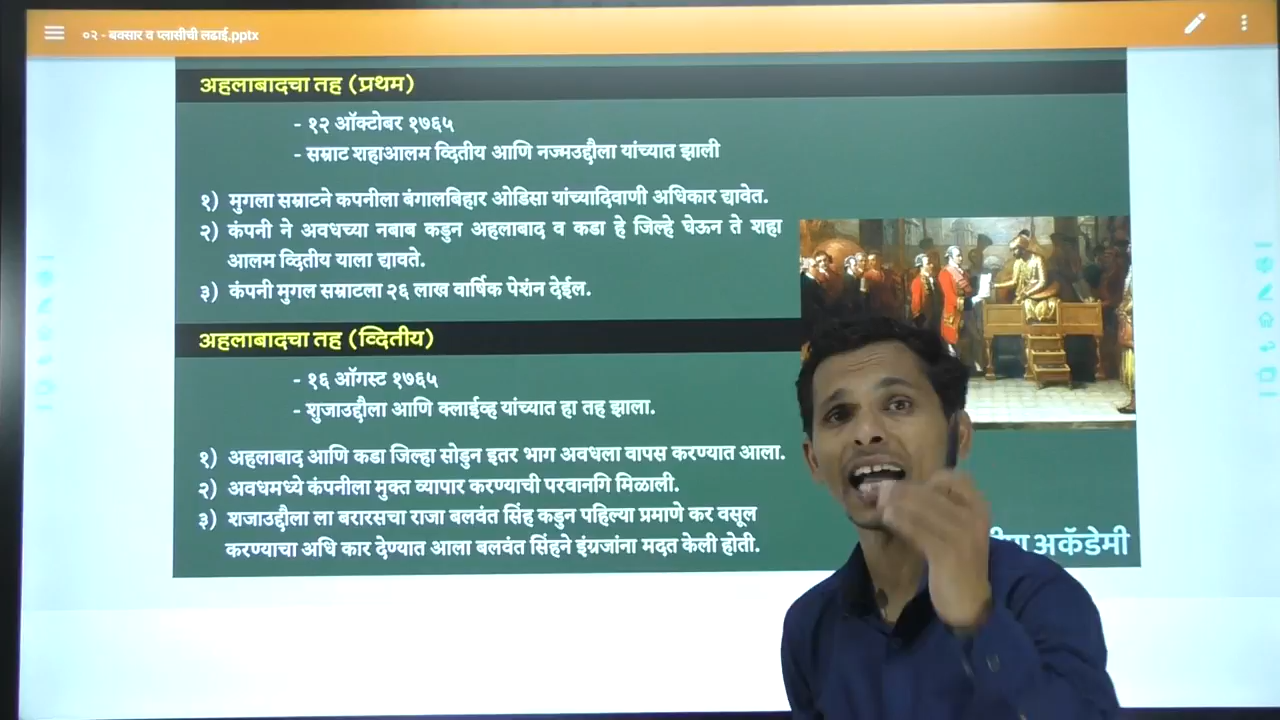 ०२ - बक्सार व प्लासीची लढाई.pptx
अहलाबादचा तह (प्रथम)
- १२ ऑक्टोबर १७६५
- सम्राट शहाआलम व्दितीय आणि नज्मउद्दौला यांच्यात झाली
१) मुगला सम्राटने कपनीला बंगालबिहार ओडिसा यांच्यादिवाणी अधिकार द्यावेत.
२) कंपनी ने अवधच्या नबाब कडुन अहलाबाद व कडा हे जिल्हे घेऊन ते शहा
आलम व्दितीय याला द्यावते.
३) कंपनी मुगल सम्राटला २६ लाख वार्षिक पेशंन देईल.
अहलाबादचा तह (व्दितीय)
- १६ ऑगस्ट १७६५
- शुजाउद्दौला आणि क्लाईव्ह यांच्यात हा तह झाला.
१) अहलाबाद आणि कडा जिल्हा सोडुन इतर भाग अवधला वापस करण्यात आला.
२) अवधमध्ये कंपनीला मुक्त व्यापार करण्याची परवानगि मिळाली.
३) शजाउद्दौला ला बरारसचा राजा बलवंत सिंह कडुन पहिल्या प्रमाणे कर वसूल
करण्याचा अधि कार देण्यात आला बलवंत सिंहने इंग्रजांना मदत केली होती.
अकॅडेमी